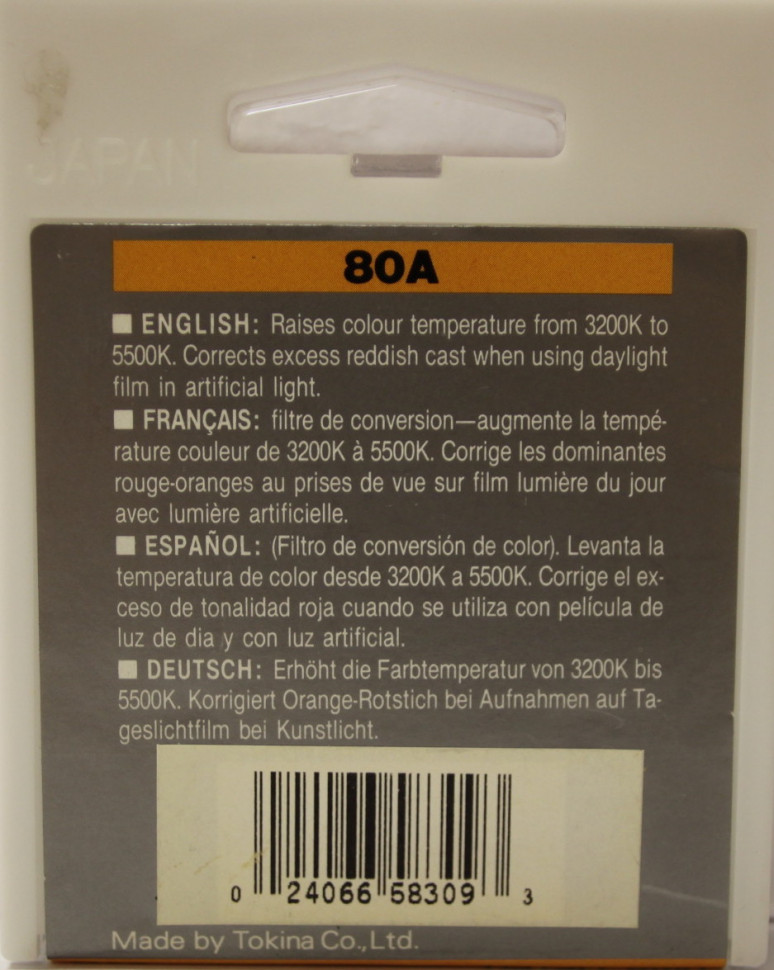 JAPAN
80A
■ ENGLISH: Raises colour temperature from 3200K to
5500K. Corrects excess reddish cast when using daylight
film in artificial light.
■ FRANÇAIS: filtre de conversion—augmente la tempé-
rature couleur de 3200K à 5500K. Corrige les dominantes
rouge-oranges au prises de vue sur film lumière du jour
avec lumière artificielle.
■ ESPAÑOL: (Filtro de conversión de color). Levanta la
temperatura de color desde 3200K a 5500K. Corrige el ex-
ceso de tonalidad roja cuando se utiliza con película de
luz de dia y con luz artificial.
■ DEUTSCH: Erhöht die Farbtemperatur von 3200K bis
5500K. Korrigiert Orange-Rotstich bei Aufnahmen auf Ta-
geslichtfilm bei Kunstlicht.
0 24066 58309 3
Made by Tokina Co., Ltd.